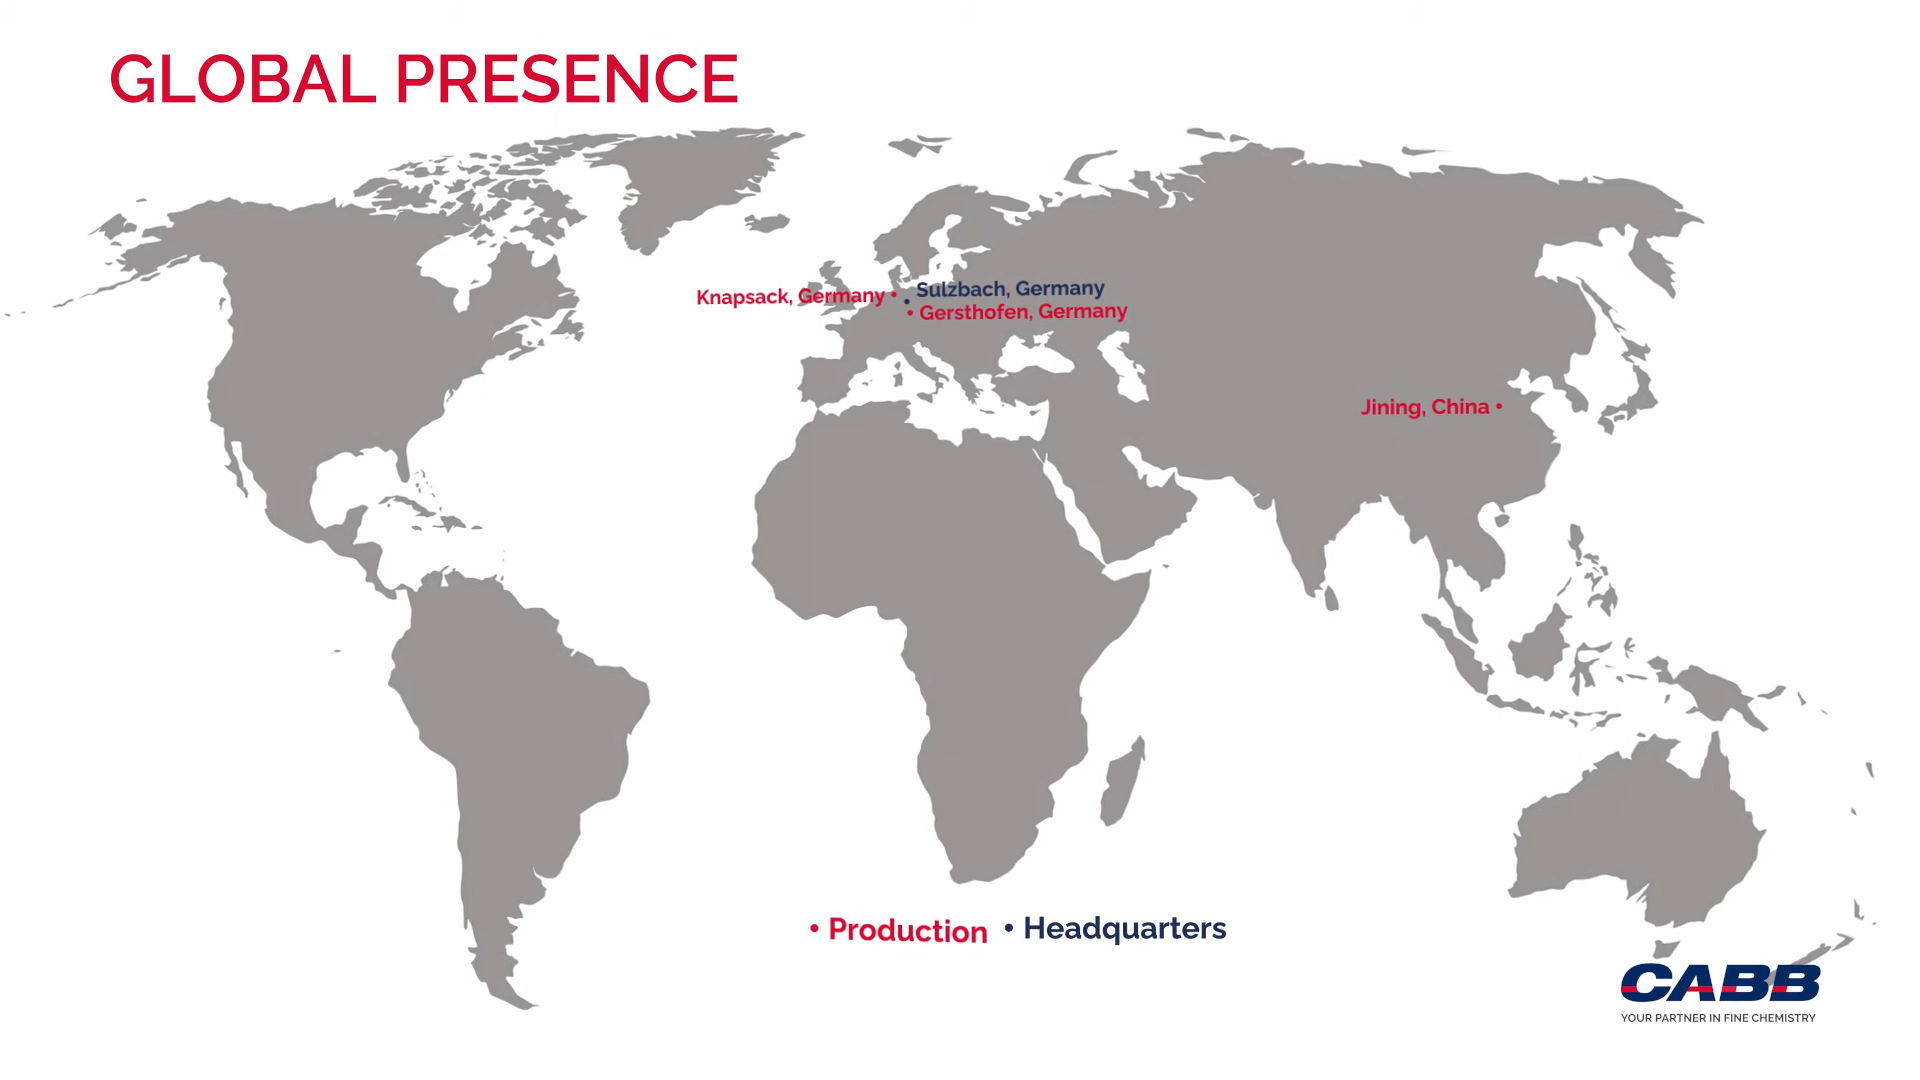 GLOBAL PRESENCE
Knapsack, Germany
Sulzbach, Germany
Gersthofen, Germany
Jining, China
• Production • Headquarters
CABB
YOUR PARTNER IN FINE CHEMISTRY